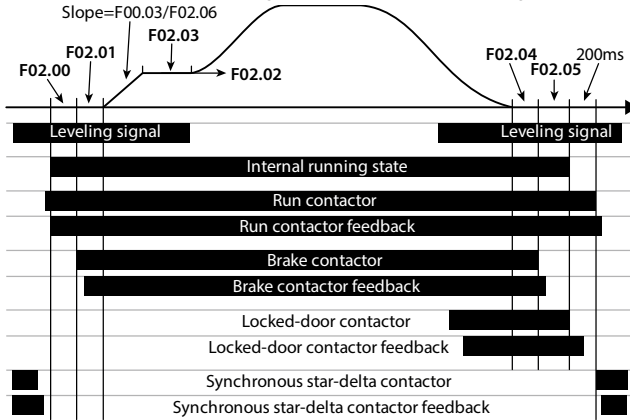 Slope=F00.03/F02.06
F02.03
F02.01
F02.00
F02.02
F02.04
200ms
F02.05
Leveling signal
Leveling signal
Internal running state
Run contactor
Run contactor feedback
Brake contactor
Brake contactor feedback
Locked-door contactor
Locked-door contactor feedback
Synchronous star-delta contactor
Synchronous star-delta contactor feedback